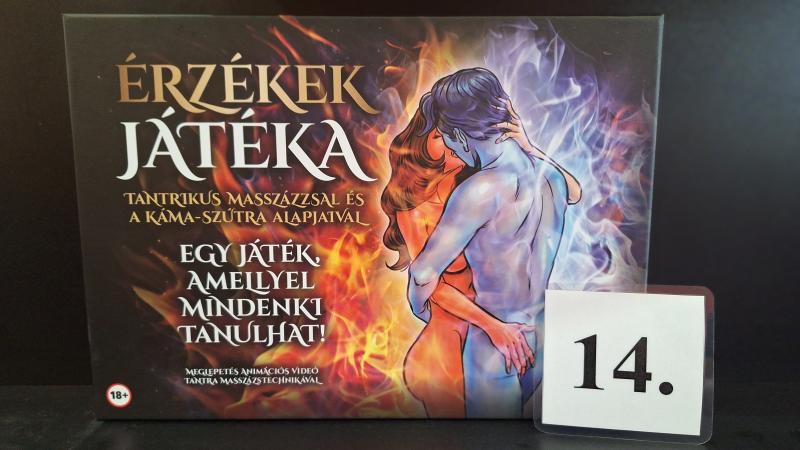 ÉRZÉKEK
JÁTÉKA
TANTRIKUS MASSZÁZZSAL ÉS
A KÁMA-SZÚTRA ALAPJAIVAL
EGY JÁTÉK,
AMELLYEL
MINDENKI
TANULHAT!
MEGLEPETÉS ANIMÁCIÓS VIDEÓ
TANTRA MASSZÁZSTECHNIKÁVAL
18+
14.